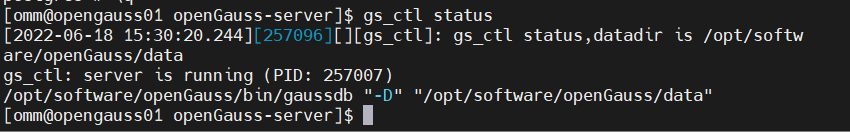 [omm@opengauss01 openGauss-server]$ gs_ctl status
[2022-06-18 15:30:20.244][257096][][gs_ctl]: gs_ctl status,datadir is /opt/softw
are/openGauss/data
gs_ctl: server is running (PID: 257007)
/opt/software/openGauss/bin/gaussdb "-D" "/opt/software/openGauss/data"
[omm@opengauss01 openGauss-server]$